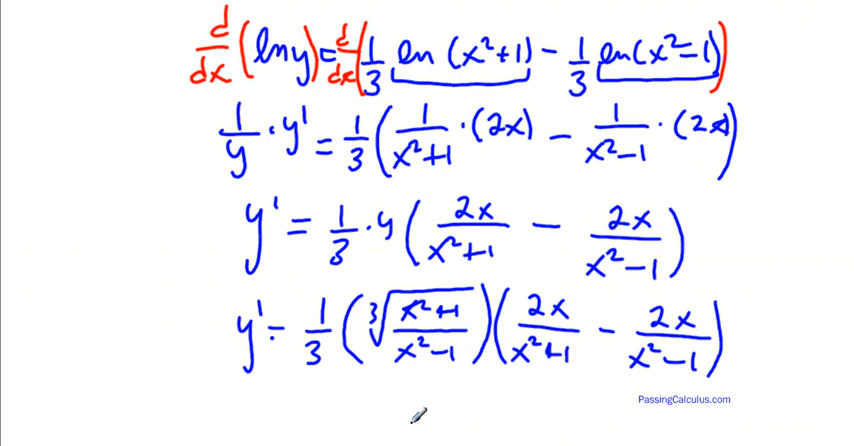 d/dx (ln y) = d/dx (1/3 ln (x²+1) − 1/3 ln(x²−1))
1/y · y' = 1/3 (1/(x²+1) · (2x) − 1/(x²−1) · (2x))
y' = 1/3 · y (2x/(x²+1) − 2x/(x²−1))
y' = 1/3 (∛((x²+1)/(x²−1))) (2x/(x²+1) − 2x/(x²−1))
PassingCalculus.com